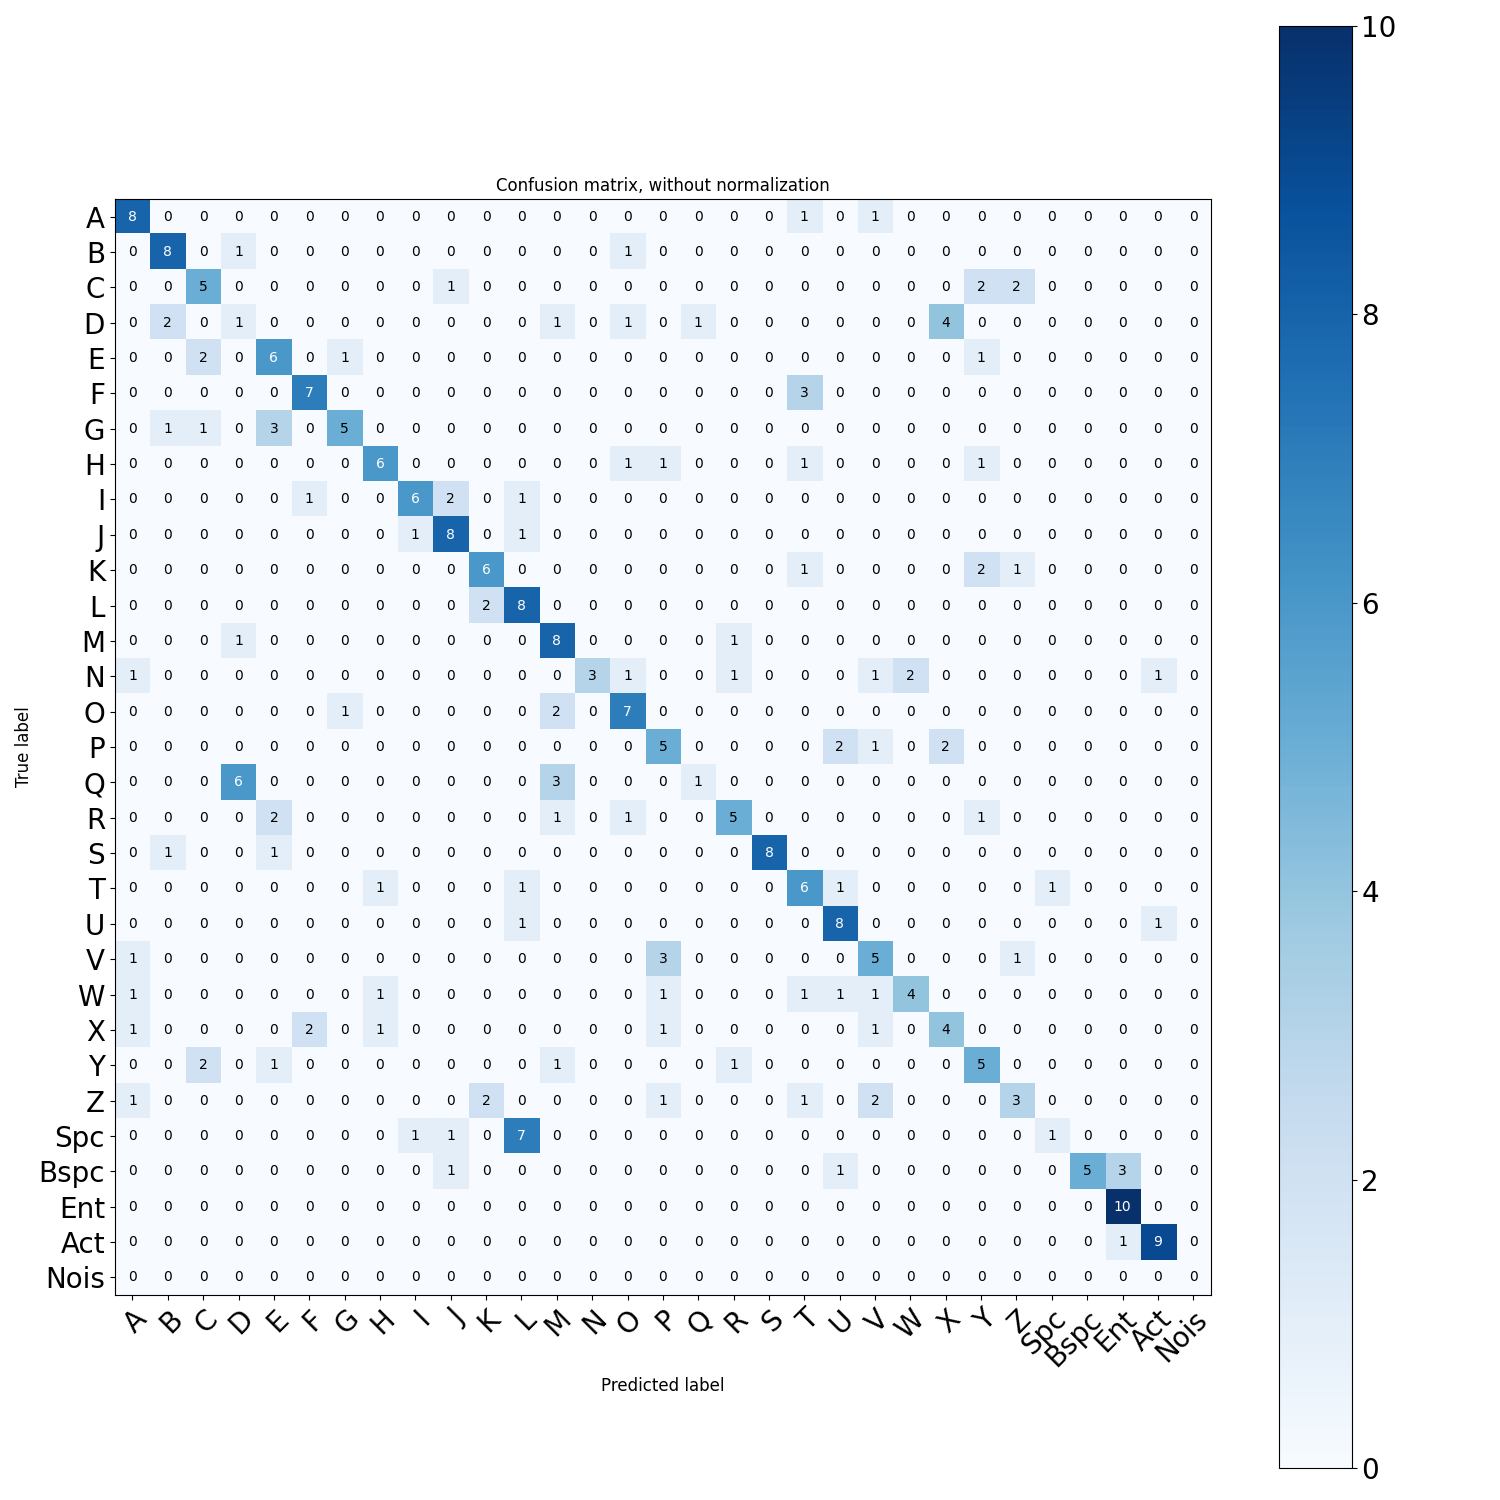 Confusion matrix, without normalization
A 8 0 0 0 0 0 0 0 0 0 0 0 0 0 0 0 0 0 0 1 0 1 0 0 0 0 0 0 0 0 0
B 0 8 0 1 0 0 0 0 0 0 0 0 0 0 1 0 0 0 0 0 0 0 0 0 0 0 0 0 0 0 0
C 0 0 5 0 0 0 0 0 0 1 0 0 0 0 0 0 0 0 0 0 0 0 0 0 2 2 0 0 0 0 0
D 0 2 0 1 0 0 0 0 0 0 0 0 1 0 1 0 1 0 0 0 0 0 0 4 0 0 0 0 0 0 0
E 0 0 2 0 6 0 1 0 0 0 0 0 0 0 0 0 0 0 0 0 0 0 0 0 1 0 0 0 0 0 0
F 0 0 0 0 0 7 0 0 0 0 0 0 0 0 0 0 0 0 0 3 0 0 0 0 0 0 0 0 0 0 0
G 0 1 1 0 3 0 5 0 0 0 0 0 0 0 0 0 0 0 0 0 0 0 0 0 0 0 0 0 0 0 0
H 0 0 0 0 0 0 0 6 0 0 0 0 0 0 1 1 0 0 0 1 0 0 0 0 1 0 0 0 0 0 0
I 0 0 0 0 0 1 0 0 6 2 0 1 0 0 0 0 0 0 0 0 0 0 0 0 0 0 0 0 0 0 0
J 0 0 0 0 0 0 0 0 1 8 0 1 0 0 0 0 0 0 0 0 0 0 0 0 0 0 0 0 0 0 0
K 0 0 0 0 0 0 0 0 0 0 6 0 0 0 0 0 0 0 0 1 0 0 0 0 2 1 0 0 0 0 0
L 0 0 0 0 0 0 0 0 0 0 2 8 0 0 0 0 0 0 0 0 0 0 0 0 0 0 0 0 0 0 0
M 0 0 0 1 0 0 0 0 0 0 0 0 8 0 0 0 0 1 0 0 0 0 0 0 0 0 0 0 0 0 0
N 1 0 0 0 0 0 0 0 0 0 0 0 0 3 1 0 0 1 0 0 0 1 2 0 0 0 0 0 0 1 0
O 0 0 0 0 0 0 1 0 0 0 0 0 2 0 7 0 0 0 0 0 0 0 0 0 0 0 0 0 0 0 0
P 0 0 0 0 0 0 0 0 0 0 0 0 0 0 0 5 0 0 0 0 2 1 0 2 0 0 0 0 0 0 0
Q 0 0 0 6 0 0 0 0 0 0 0 0 3 0 0 0 1 0 0 0 0 0 0 0 0 0 0 0 0 0 0
R 0 0 0 0 2 0 0 0 0 0 0 0 1 0 1 0 0 5 0 0 0 0 0 0 1 0 0 0 0 0 0
S 0 1 0 0 1 0 0 0 0 0 0 0 0 0 0 0 0 0 8 0 0 0 0 0 0 0 0 0 0 0 0
T 0 0 0 0 0 0 0 1 0 0 0 1 0 0 0 0 0 0 0 6 1 0 0 0 0 0 1 0 0 0 0
U 0 0 0 0 0 0 0 0 0 0 0 1 0 0 0 0 0 0 0 0 8 0 0 0 0 0 0 0 0 1 0
V 1 0 0 0 0 0 0 0 0 0 0 0 0 0 0 3 0 0 0 0 0 5 0 0 0 1 0 0 0 0 0
W 1 0 0 0 0 0 0 1 0 0 0 0 0 0 0 1 0 0 0 1 1 1 4 0 0 0 0 0 0 0 0
X 1 0 0 0 0 2 0 1 0 0 0 0 0 0 0 1 0 0 0 0 0 1 0 4 0 0 0 0 0 0 0
Y 0 0 2 0 1 0 0 0 0 0 0 0 1 0 0 0 0 1 0 0 0 0 0 0 5 0 0 0 0 0 0
Z 1 0 0 0 0 0 0 0 0 0 2 0 0 0 0 1 0 0 0 1 0 2 0 0 0 3 0 0 0 0 0
Spc 0 0 0 0 0 0 0 0 1 1 0 7 0 0 0 0 0 0 0 0 0 0 0 0 0 0 1 0 0 0 0
Bspc 0 0 0 0 0 0 0 0 0 1 0 0 0 0 0 0 0 0 0 0 1 0 0 0 0 0 0 5 3 0 0
Ent 0 0 0 0 0 0 0 0 0 0 0 0 0 0 0 0 0 0 0 0 0 0 0 0 0 0 0 0 10 0 0
Act 0 0 0 0 0 0 0 0 0 0 0 0 0 0 0 0 0 0 0 0 0 0 0 0 0 0 0 0 1 9 0
Nois 0 0 0 0 0 0 0 0 0 0 0 0 0 0 0 0 0 0 0 0 0 0 0 0 0 0 0 0 0 0 0
A B C D E F G H I J K L M N O P Q R S T U V W X Y Z Spc Bspc Ent Act Nois
Predicted label
True label
10
8
6
4
2
0